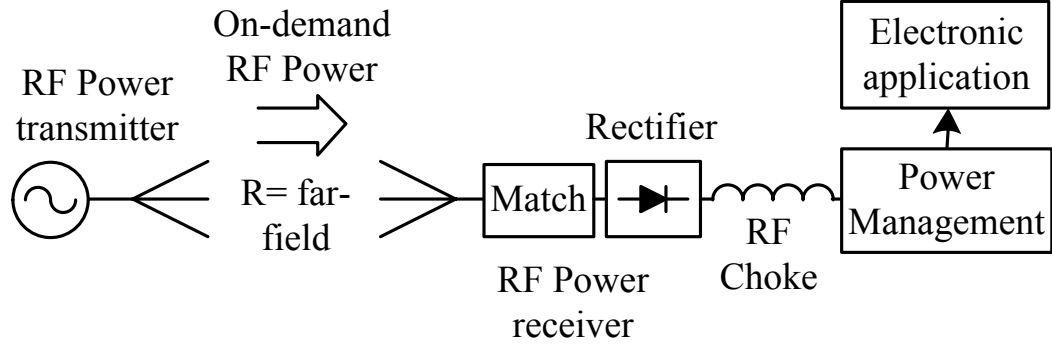 On-demand
RF Power
RF Power
transmitter
R= far-
field
Match
Rectifier
RF Power
receiver
RF
Choke
Power
Management
Electronic
application